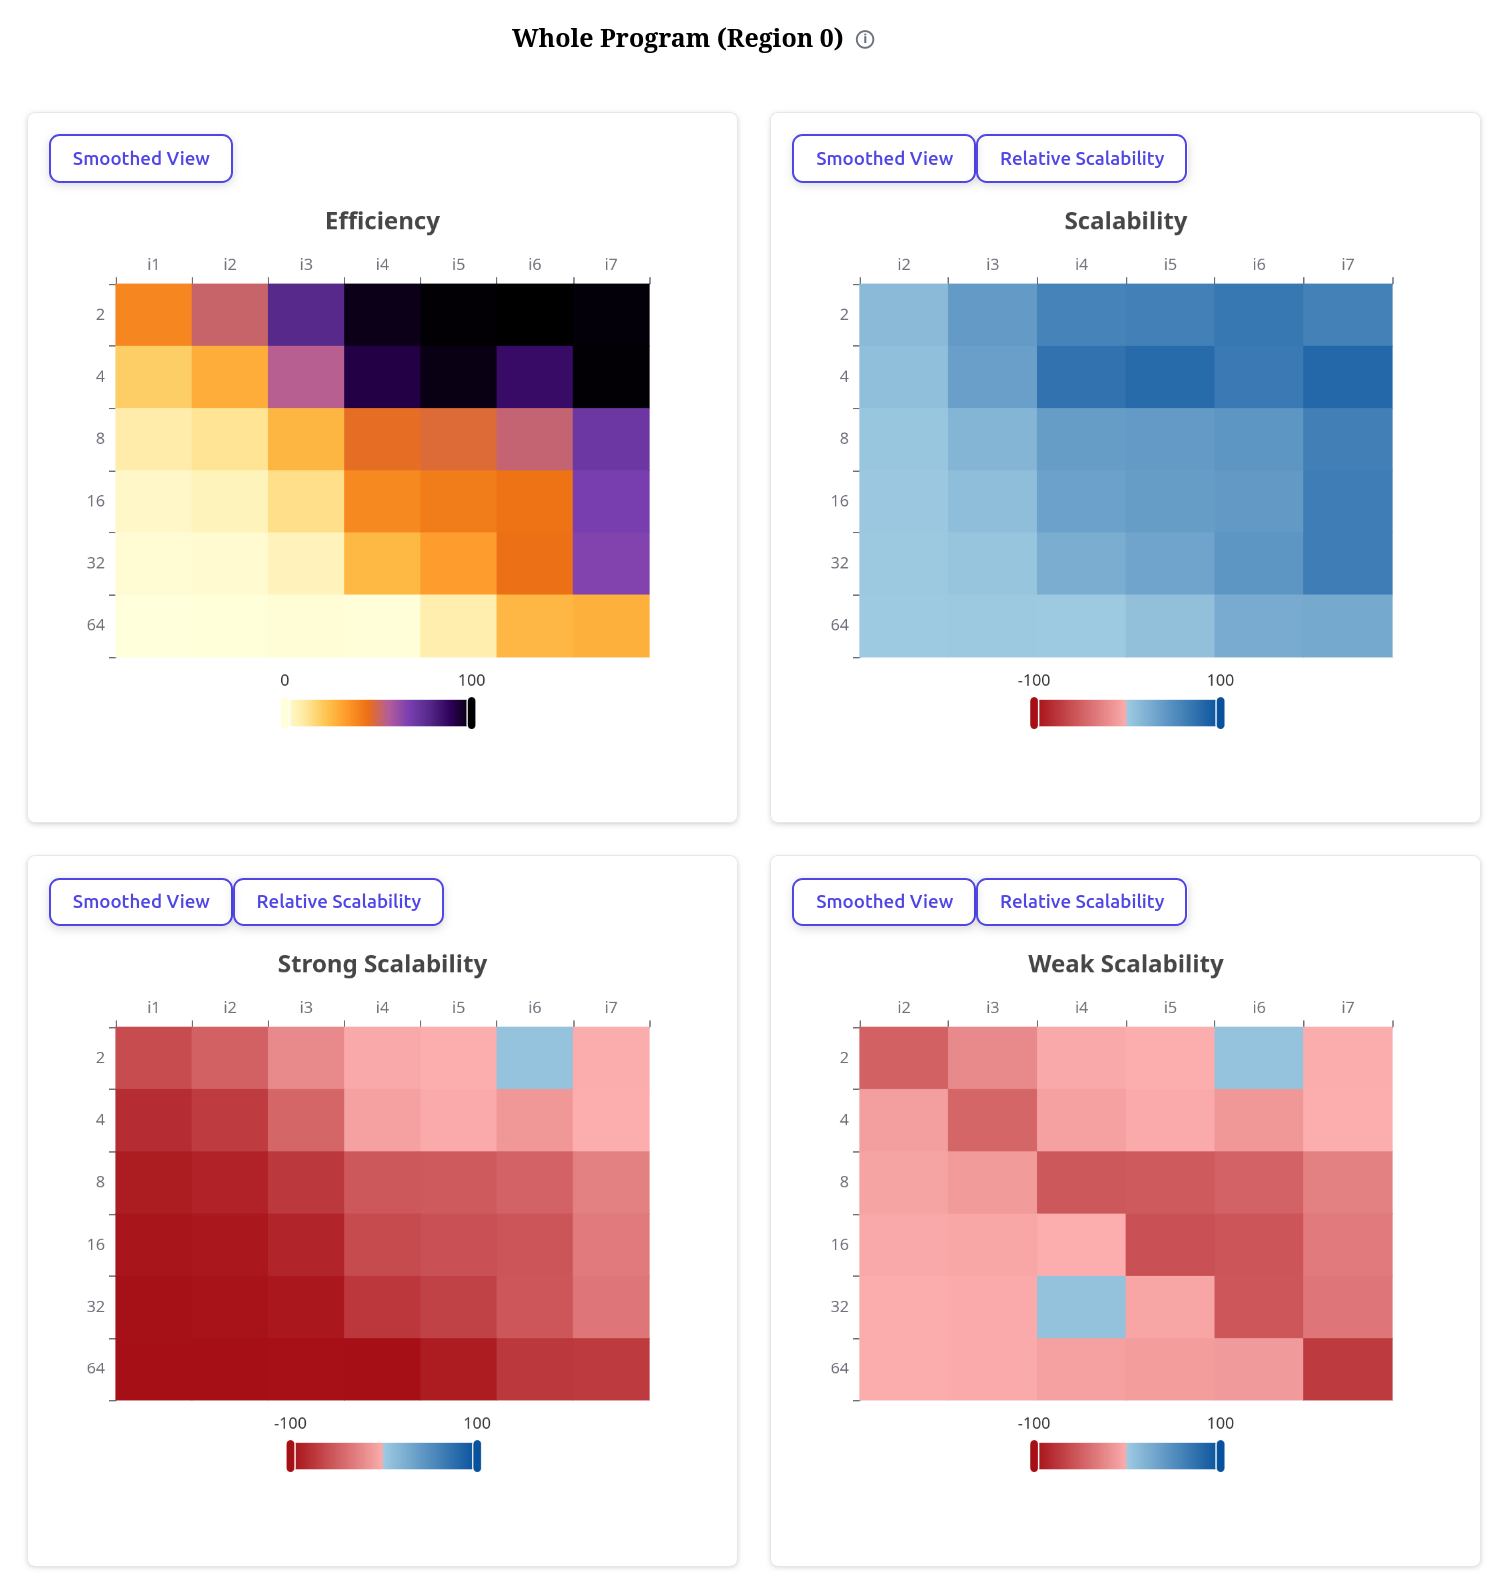 Whole Program (Region 0)
Smoothed View
Efficiency
i1 i2 i3 i4 i5 i6 i7
2
4
8
16
32
64
0 100
Smoothed View Relative Scalability
Scalability
i2 i3 i4 i5 i6 i7
2
4
8
16
32
64
-100 100
Smoothed View Relative Scalability
Strong Scalability
i1 i2 i3 i4 i5 i6 i7
2
4
8
16
32
64
-100 100
Smoothed View Relative Scalability
Weak Scalability
i2 i3 i4 i5 i6 i7
2
4
8
16
32
64
-100 100